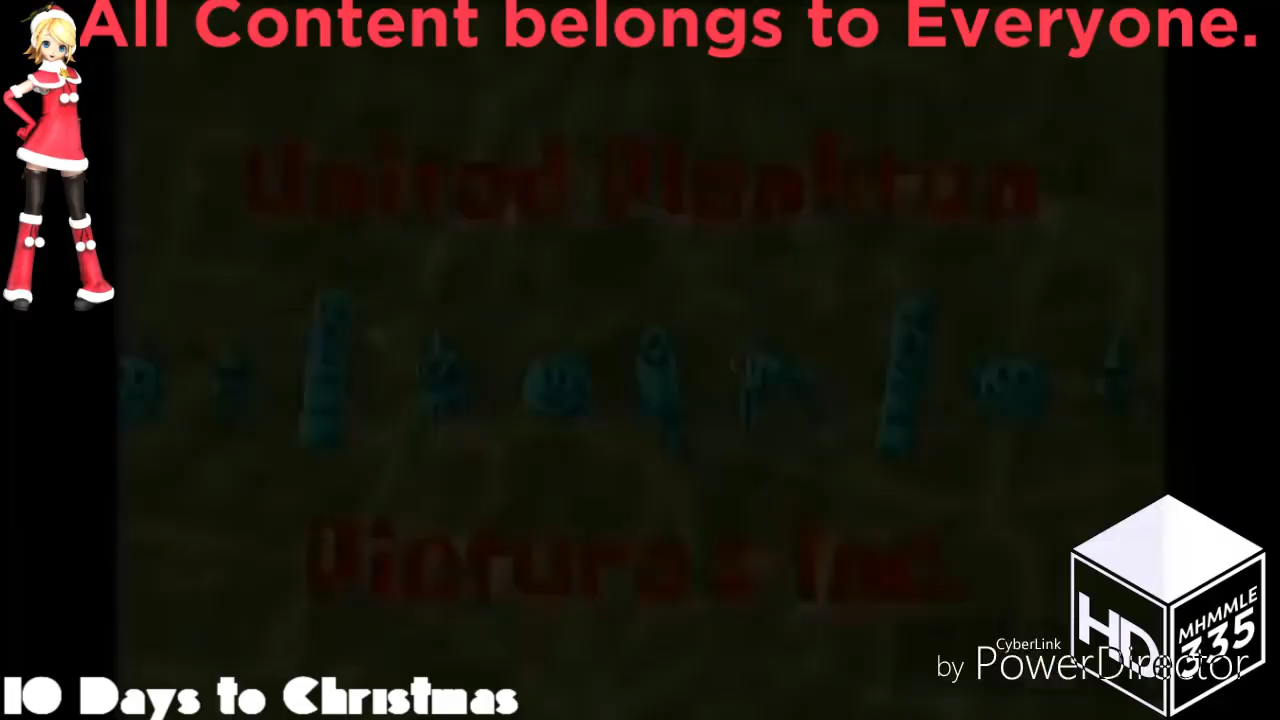 All Content belongs to Everyone.
United Plankton
Pictures Inc.
HD
MHMMLE
335
CyberLink
by PowerDirector
10 Days to Christmas